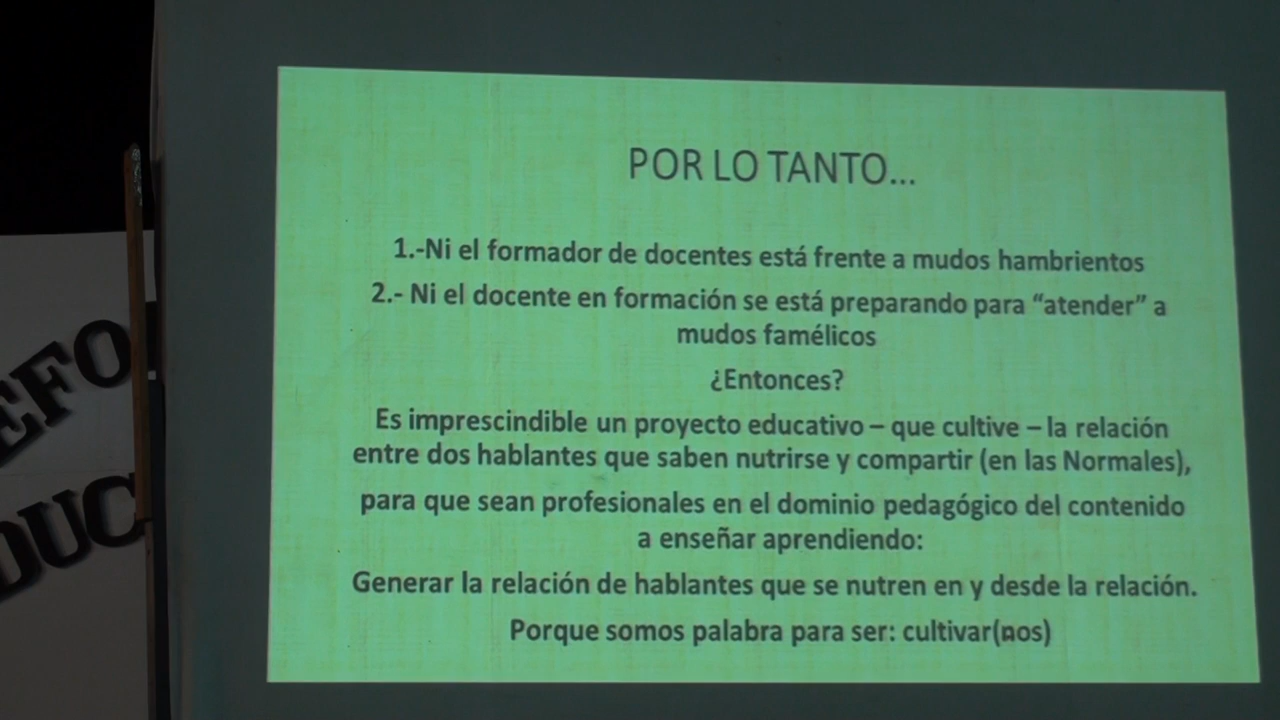 POR LO TANTO...
1.-Ni el formador de docentes está frente a mudos hambrientos
2.- Ni el docente en formación se está preparando para “atender” a
mudos famélicos
¿Entonces?
Es imprescindible un proyecto educativo – que cultive – la relación
entre dos hablantes que saben nutrirse y compartir (en las Normales),
para que sean profesionales en el dominio pedagógico del contenido
a enseñar aprendiendo:
Generar la relación de hablantes que se nutren en y desde la relación.
Porque somos palabra para ser: cultivar(nos)
EFO
DUC